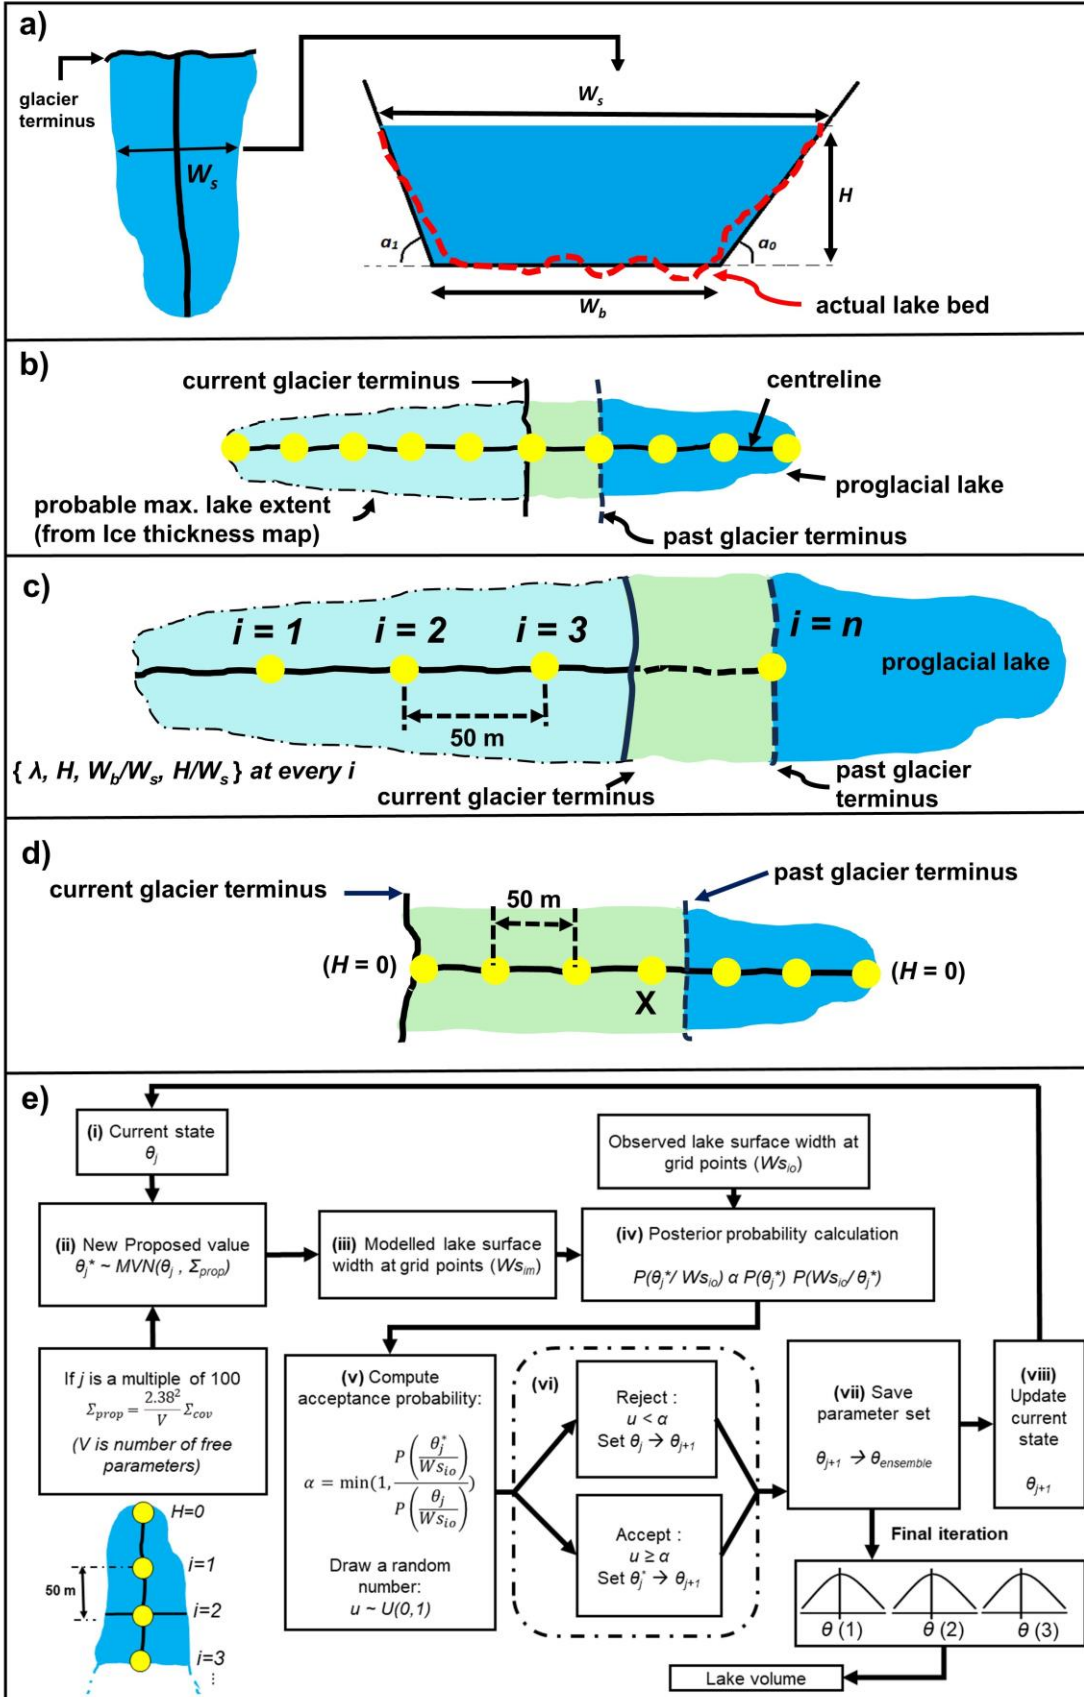 a)
glacier
terminus
Wₛ
Wₛ
H
a₁
a₀
W_b
actual lake bed
b)
current glacier terminus
centreline
probable max. lake extent
(from Ice thickness map)
proglacial lake
past glacier terminus
c)
i = 1
i = 2
i = 3
i = n
proglacial lake
50 m
{ λ, H, W_b/Wₛ, H/Wₛ } at every i
current glacier terminus
past glacier
terminus
d)
current glacier terminus
past glacier terminus
50 m
(H = 0)
(H = 0)
X
e)
(i) Current state
θ_j
Observed lake surface width at
grid points (Ws_io)
(ii) New Proposed value
θ_j* ~ MVN(θ_j , Σ_prop)
(iii) Modelled lake surface
width at grid points (Ws_im)
(iv) Posterior probability calculation
P(θ_j*/ Ws_io) α P(θ_j*) P(Ws_io/ θ_j*)
If j is a multiple of 100
Σ_prop = 2.38²/V Σ_cov
(V is number of free
parameters)
(v) Compute
acceptance probability:
α = min(1, P(θ_j*/Ws_io) / P(θ_j/Ws_io))
Draw a random
number:
u ~ U(0,1)
(vi)
Reject :
u < α
Set θ_j → θ_j+1
Accept :
u ≥ α
Set θ_j* → θ_j+1
(vii) Save
parameter set
θ_j+1 → θ_ensemble
(viii)
Update
current
state
θ_j+1
Final iteration
θ (1)
θ (2)
θ (3)
Lake volume
H=0
i=1
50 m
i=2
i=3
⋮